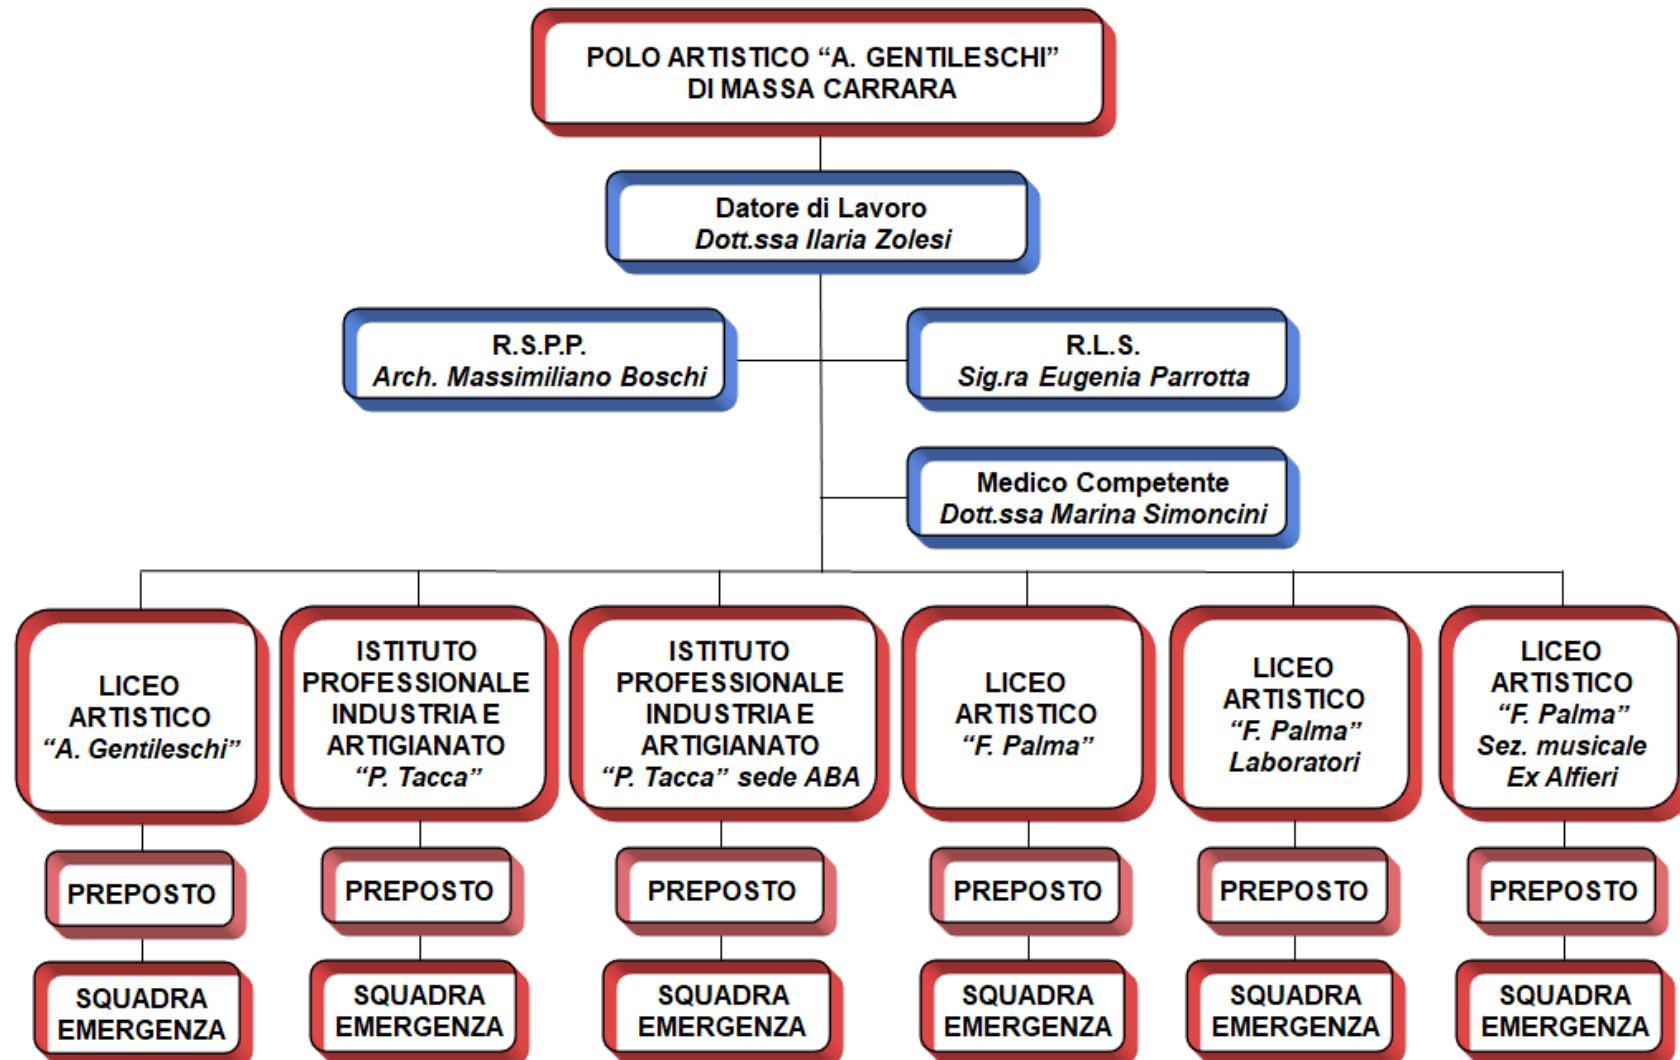 POLO ARTISTICO “A. GENTILESCHI”
DI MASSA CARRARA
Datore di Lavoro
Dott.ssa Ilaria Zolesi
R.S.P.P.
Arch. Massimiliano Boschi
R.L.S.
Sig.ra Eugenia Parrotta
Medico Competente
Dott.ssa Marina Simoncini
LICEO
ARTISTICO
“A. Gentileschi”
ISTITUTO
PROFESSIONALE
INDUSTRIA E
ARTIGIANATO
“P. Tacca”
ISTITUTO
PROFESSIONALE
INDUSTRIA E
ARTIGIANATO
“P. Tacca” sede ABA
LICEO
ARTISTICO
“F. Palma”
LICEO
ARTISTICO
“F. Palma”
Laboratori
LICEO
ARTISTICO
“F. Palma”
Sez. musicale
Ex Alfieri
PREPOSTO
PREPOSTO
PREPOSTO
PREPOSTO
PREPOSTO
PREPOSTO
SQUADRA
EMERGENZA
SQUADRA
EMERGENZA
SQUADRA
EMERGENZA
SQUADRA
EMERGENZA
SQUADRA
EMERGENZA
SQUADRA
EMERGENZA